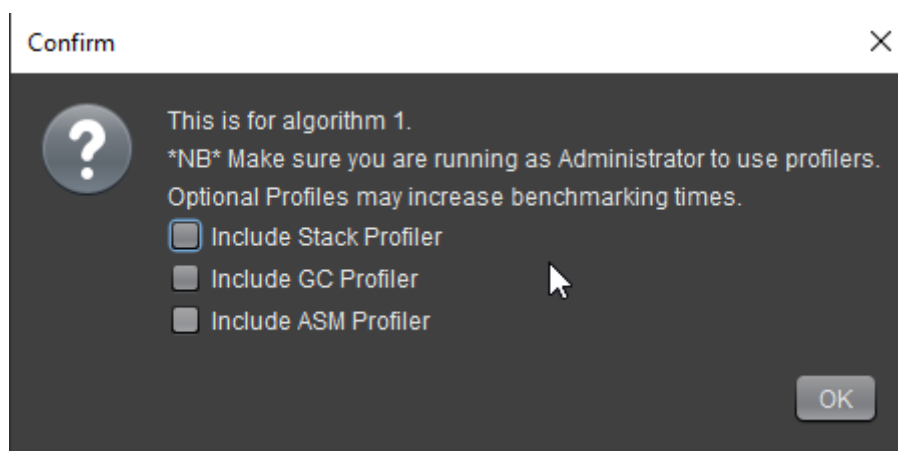 Confirm
This is for algorithm 1.
*NB* Make sure you are running as Administrator to use profilers.
Optional Profiles may increase benchmarking times.
Include Stack Profiler
Include GC Profiler
Include ASM Profiler
OK